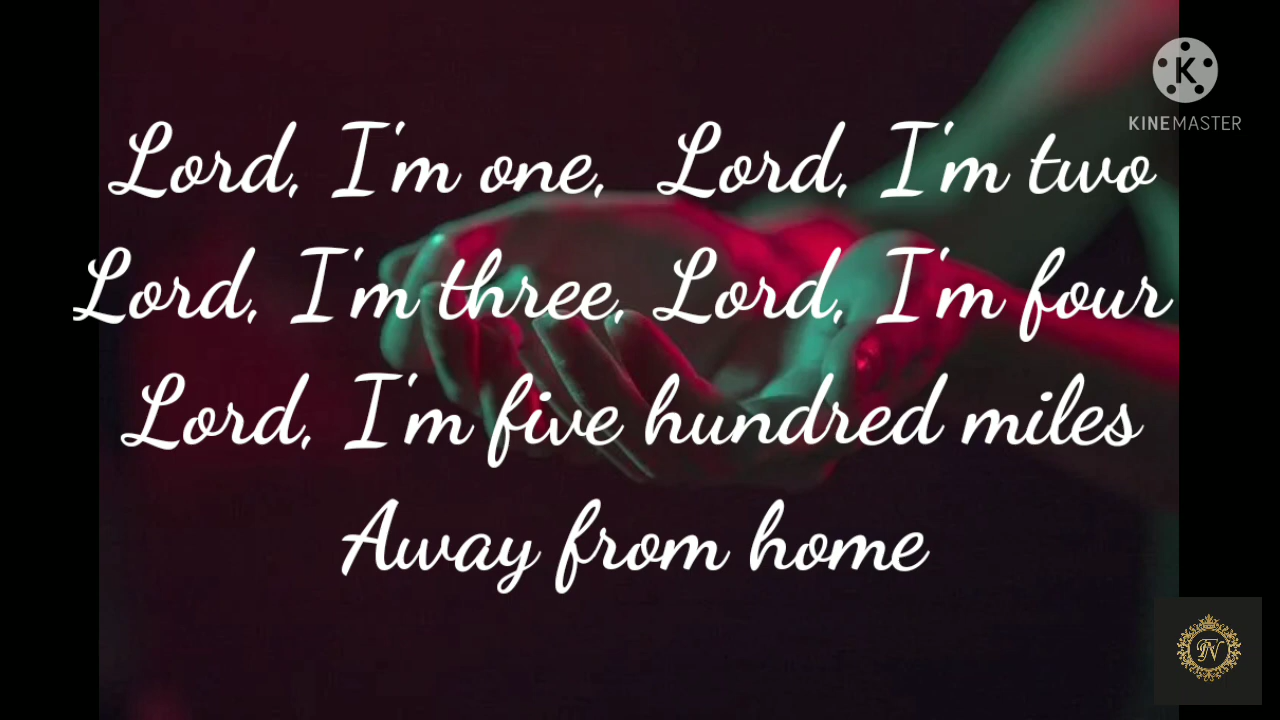 Lord, I'm one, Lord, I'm two
Lord, I'm three, Lord, I'm four
Lord, I'm five hundred miles
Away from home
KINEMASTER
K